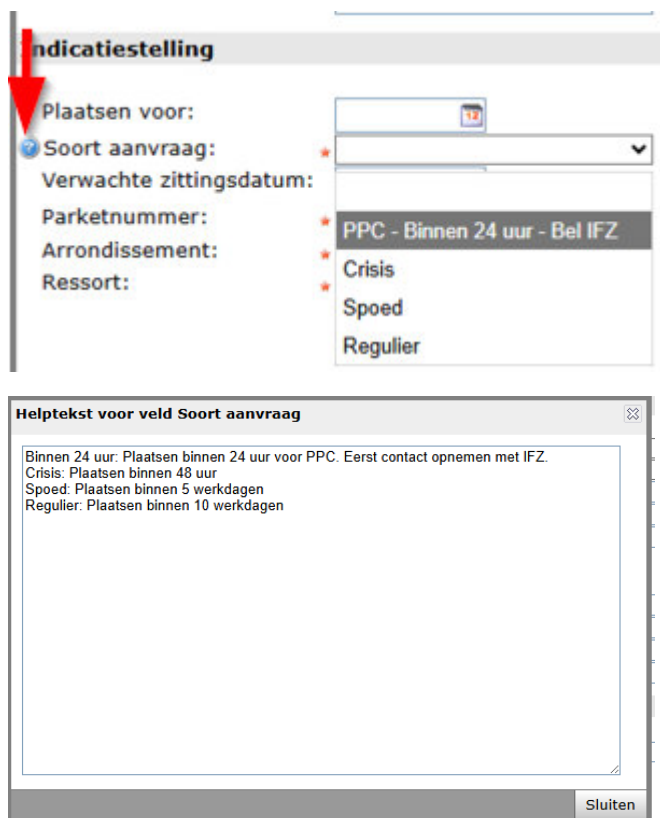 ndicatiestelling
Plaatsen voor:
12
Soort aanvraag: *
Verwachte zittingsdatum:
Parketnummer: *
PPC - Binnen 24 uur - Bel IFZ
Arrondissement: *
Crisis
Ressort: *
Spoed
Regulier
Helptekst voor veld Soort aanvraag
Binnen 24 uur: Plaatsen binnen 24 uur voor PPC. Eerst contact opnemen met IFZ.
Crisis: Plaatsen binnen 48 uur
Spoed: Plaatsen binnen 5 werkdagen
Regulier: Plaatsen binnen 10 werkdagen
Sluiten